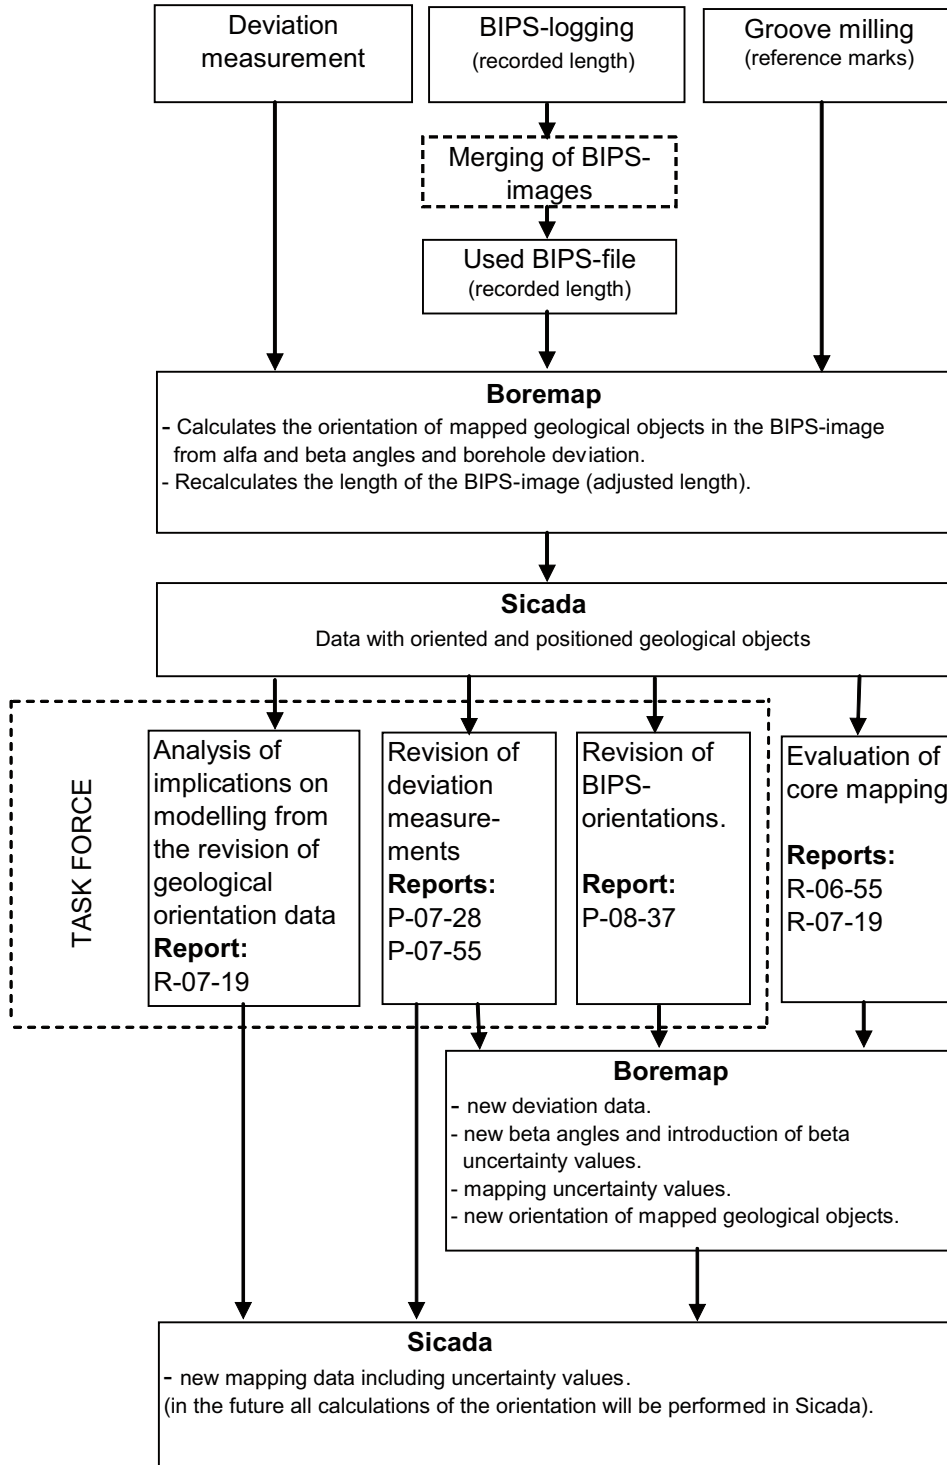 Deviation
measurement
BIPS-logging
(recorded length)
Groove milling
(reference marks)
Merging of BIPS-
images
Used BIPS-file
(recorded length)
Boremap
- Calculates the orientation of mapped geological objects in the BIPS-image
from alfa and beta angles and borehole deviation.
- Recalculates the length of the BIPS-image (adjusted length).
Sicada
Data with oriented and positioned geological objects
TASK FORCE
Analysis of
implications on
modelling from
the revision of
geological
orientation data
Report:
R-07-19
Revision of
deviation
measure-
ments
Reports:
P-07-28
P-07-55
Revision of
BIPS-
orientations.
Report:
P-08-37
Evaluation of
core mapping
Reports:
R-06-55
R-07-19
Boremap
- new deviation data.
- new beta angles and introduction of beta
uncertainty values.
- mapping uncertainty values.
- new orientation of mapped geological objects.
Sicada
- new mapping data including uncertainty values.
(in the future all calculations of the orientation will be performed in Sicada).